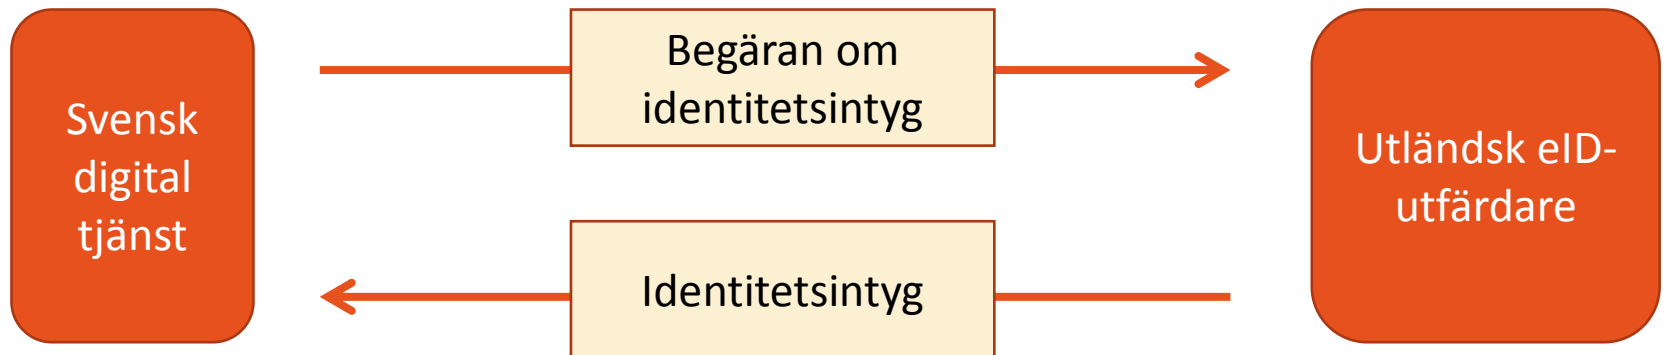 Svensk
digital
tjänst
Begäran om
identitetsintyg
Identitetsintyg
Utländsk eID-
utfärdare